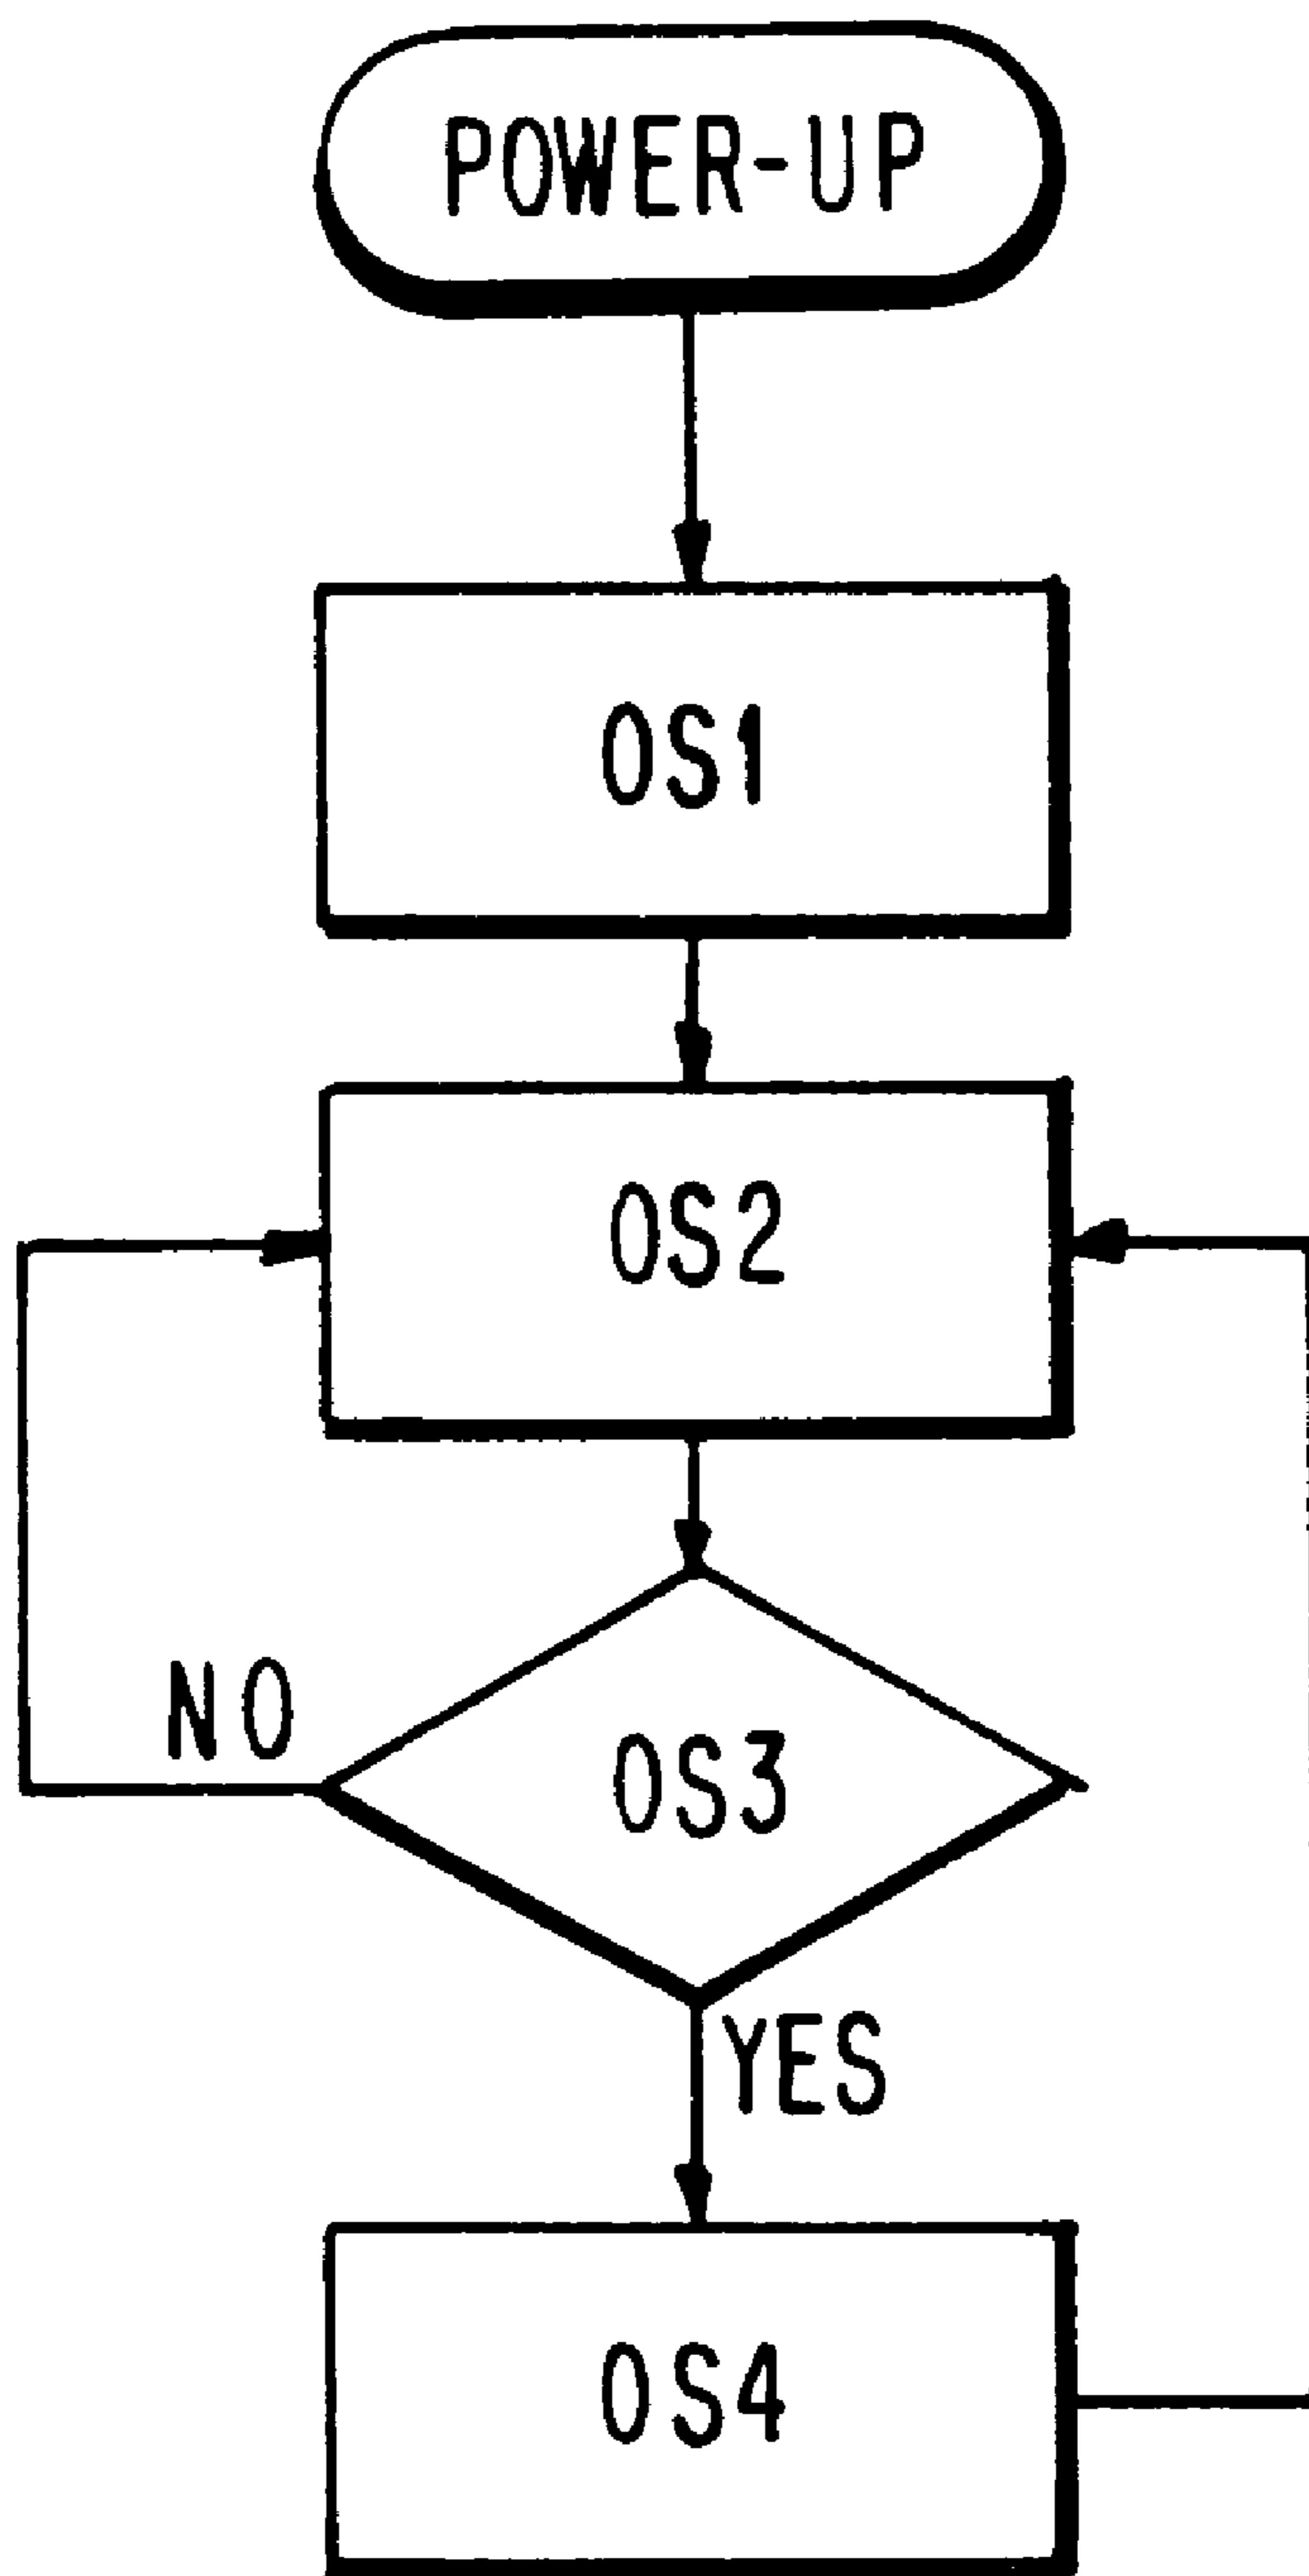 POWER-UP
OS1
OS2
NO
OS3
YES
OS4